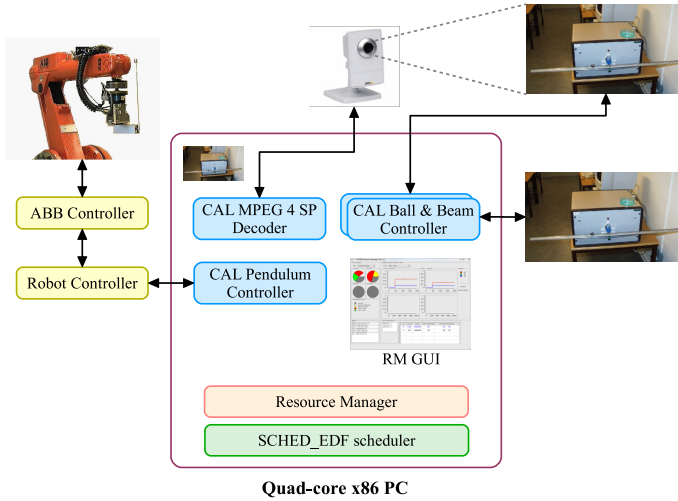 CAL MPEG 4 SP
Decoder
CAL Ball & Beam
Controller
ABB Controller
Robot Controller
CAL Pendulum
Controller
RM GUI
Resource Manager
SCHED_EDF scheduler
Quad-core x86 PC